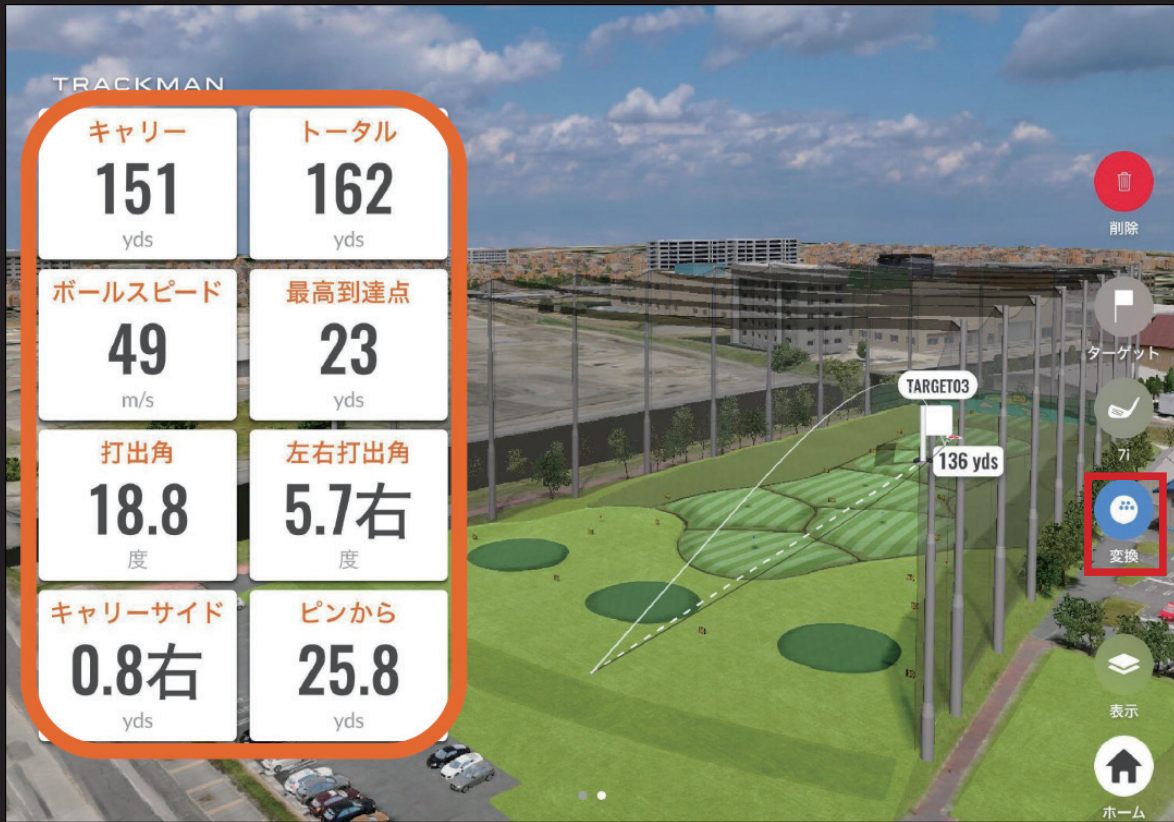 TRACKMAN
キャリー
151
yds
トータル
162
yds
ボールスピード
49
m/s
最高到達点
23
yds
打出角
18.8
度
左右打出角
5.7右
度
キャリーサイド
0.8右
yds
ピンから
25.8
yds
TARGET03
136 yds
削除
ターゲット
7i
変換
表示
ホーム